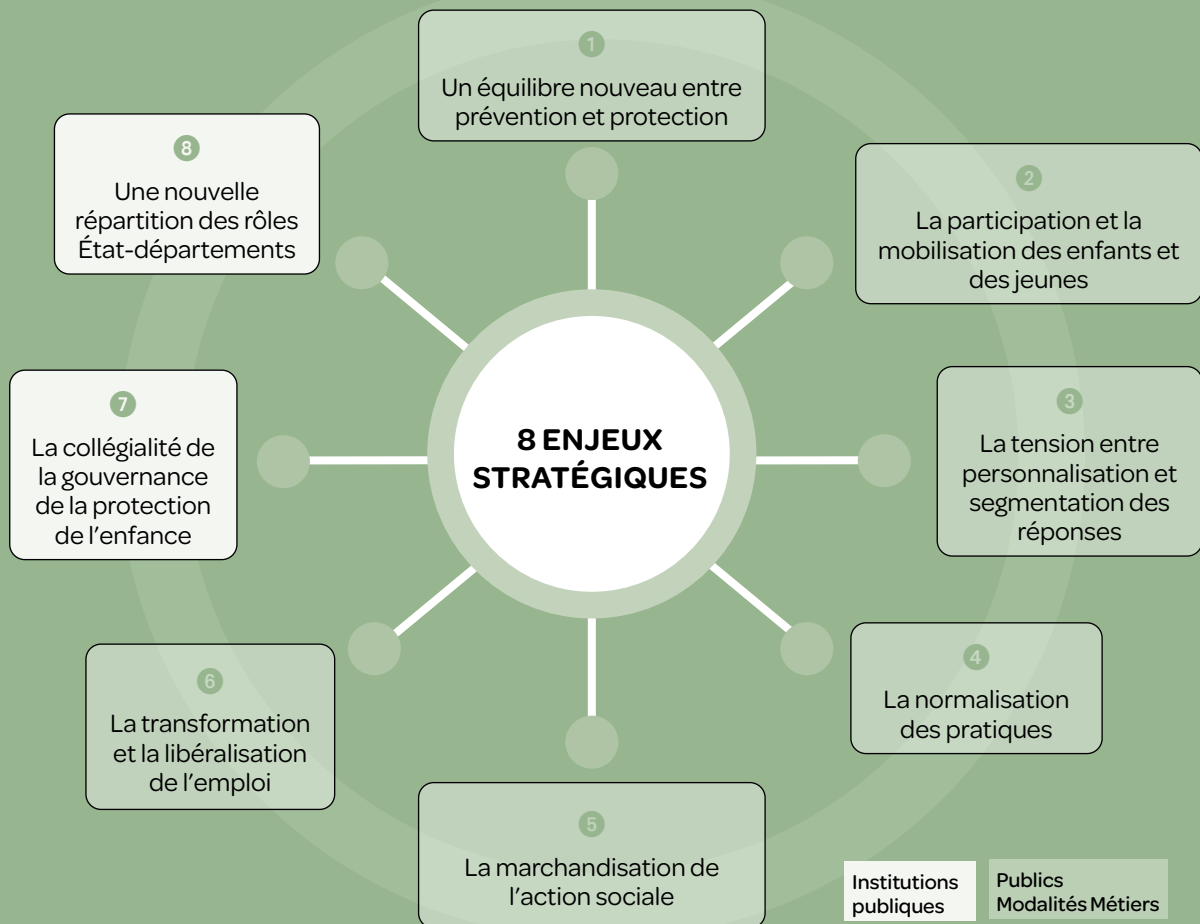 1
Un équilibre nouveau entre
prévention et protection
2
La participation et la
mobilisation des enfants et
des jeunes
3
La tension entre
personnalisation et
segmentation des
réponses
4
La normalisation
des pratiques
5
La marchandisation de
l'action sociale
6
La transformation
et la libéralisation
de l'emploi
7
La collégialité de
la gouvernance
de la protection
de l'enfance
8
Une nouvelle
répartition des rôles
État-départements
8 ENJEUX
STRATÉGIQUES
Institutions
publiques
Publics
Modalités Métiers